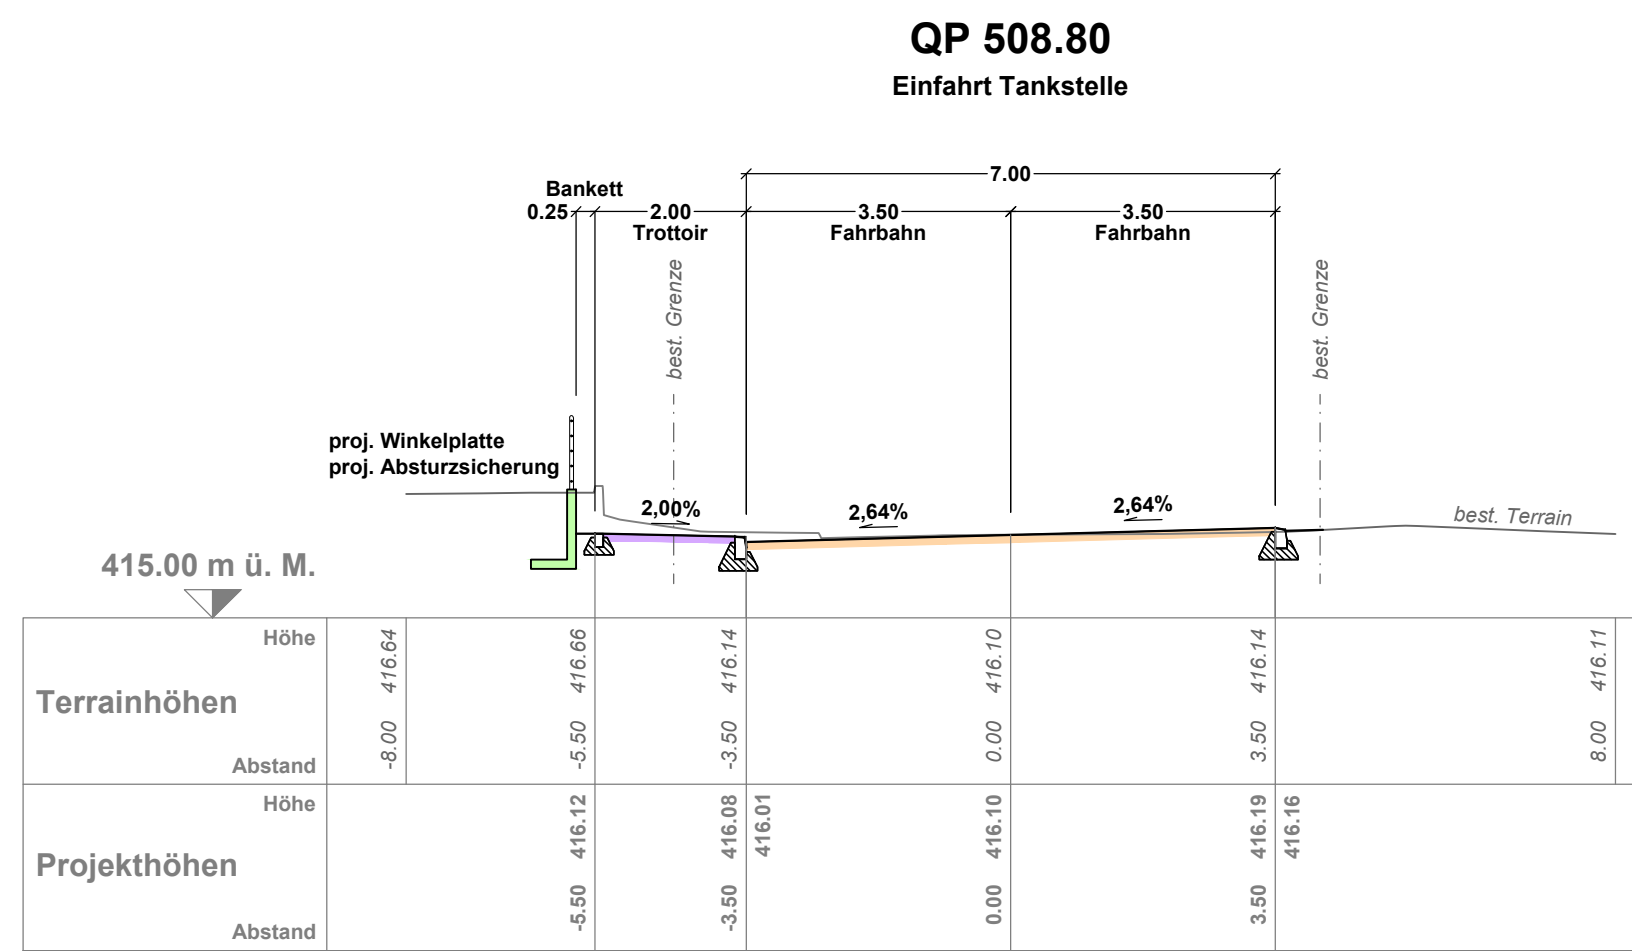 QP 508.80
Einfahrt Tankstelle
7.00
Bankett
0.25
2.00
3.50
3.50
Trottoir
Fahrbahn
Fahrbahn
best. Grenze
best. Grenze
proj. Winkelplatte
proj. Absturzsicherung
2,00%
2,64%
2,64%
best. Terrain
415.00 m ü. M.
Höhe
Terrainhöhen
Abstand
-8.00 416.64
-5.50 416.66
-3.50 416.14
0.00 416.10
3.50 416.14
8.00 416.11
Höhe
Projekthöhen
Abstand
-5.50 416.12
-3.50 416.08
416.01
0.00 416.10
3.50 416.19
416.16